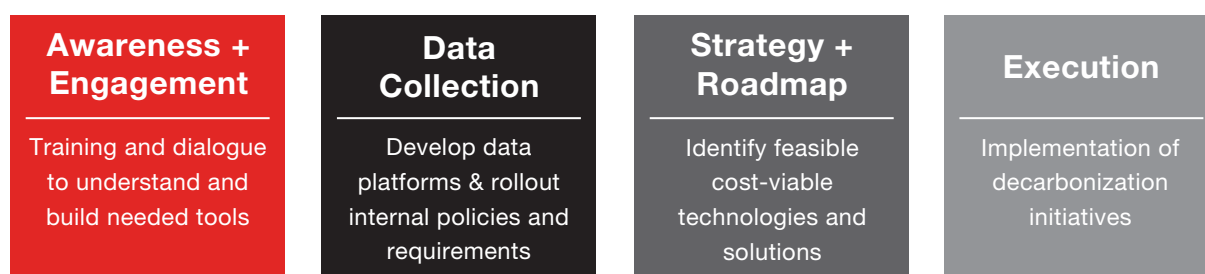 Awareness +
Engagement
Training and dialogue
to understand and
build needed tools
Data
Collection
Develop data
platforms & rollout
internal policies and
requirements
Strategy +
Roadmap
Identify feasible
cost-viable
technologies and
solutions
Execution
Implementation of
decarbonization
initiatives